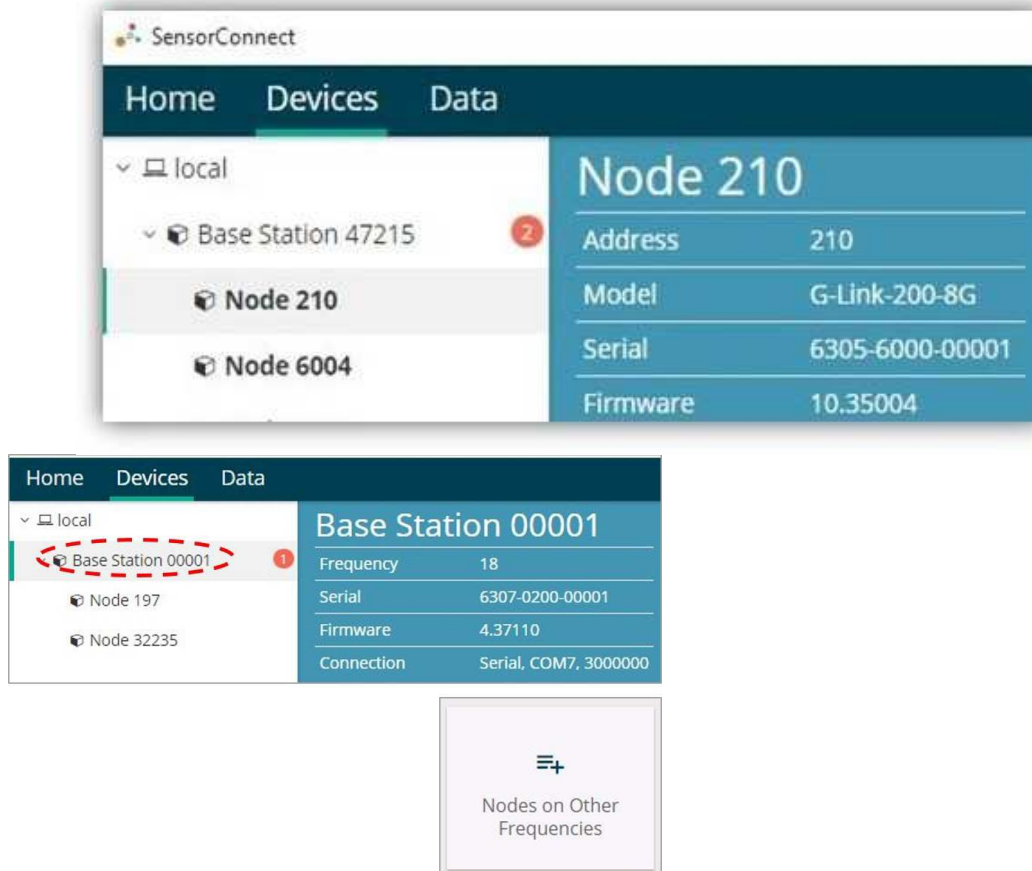 SensorConnect
Home Devices Data
local
Base Station 47215 2
Node 210
Node 6004
Node 210
Address 210
Model G-Link-200-8G
Serial 6305-6000-00001
Firmware 10.35004
Home Devices Data
local
Base Station 00001 1
Node 197
Node 32235
Base Station 00001
Frequency 18
Serial 6307-0200-00001
Firmware 4.37110
Connection Serial, COM7, 3000000
Nodes on Other
Frequencies